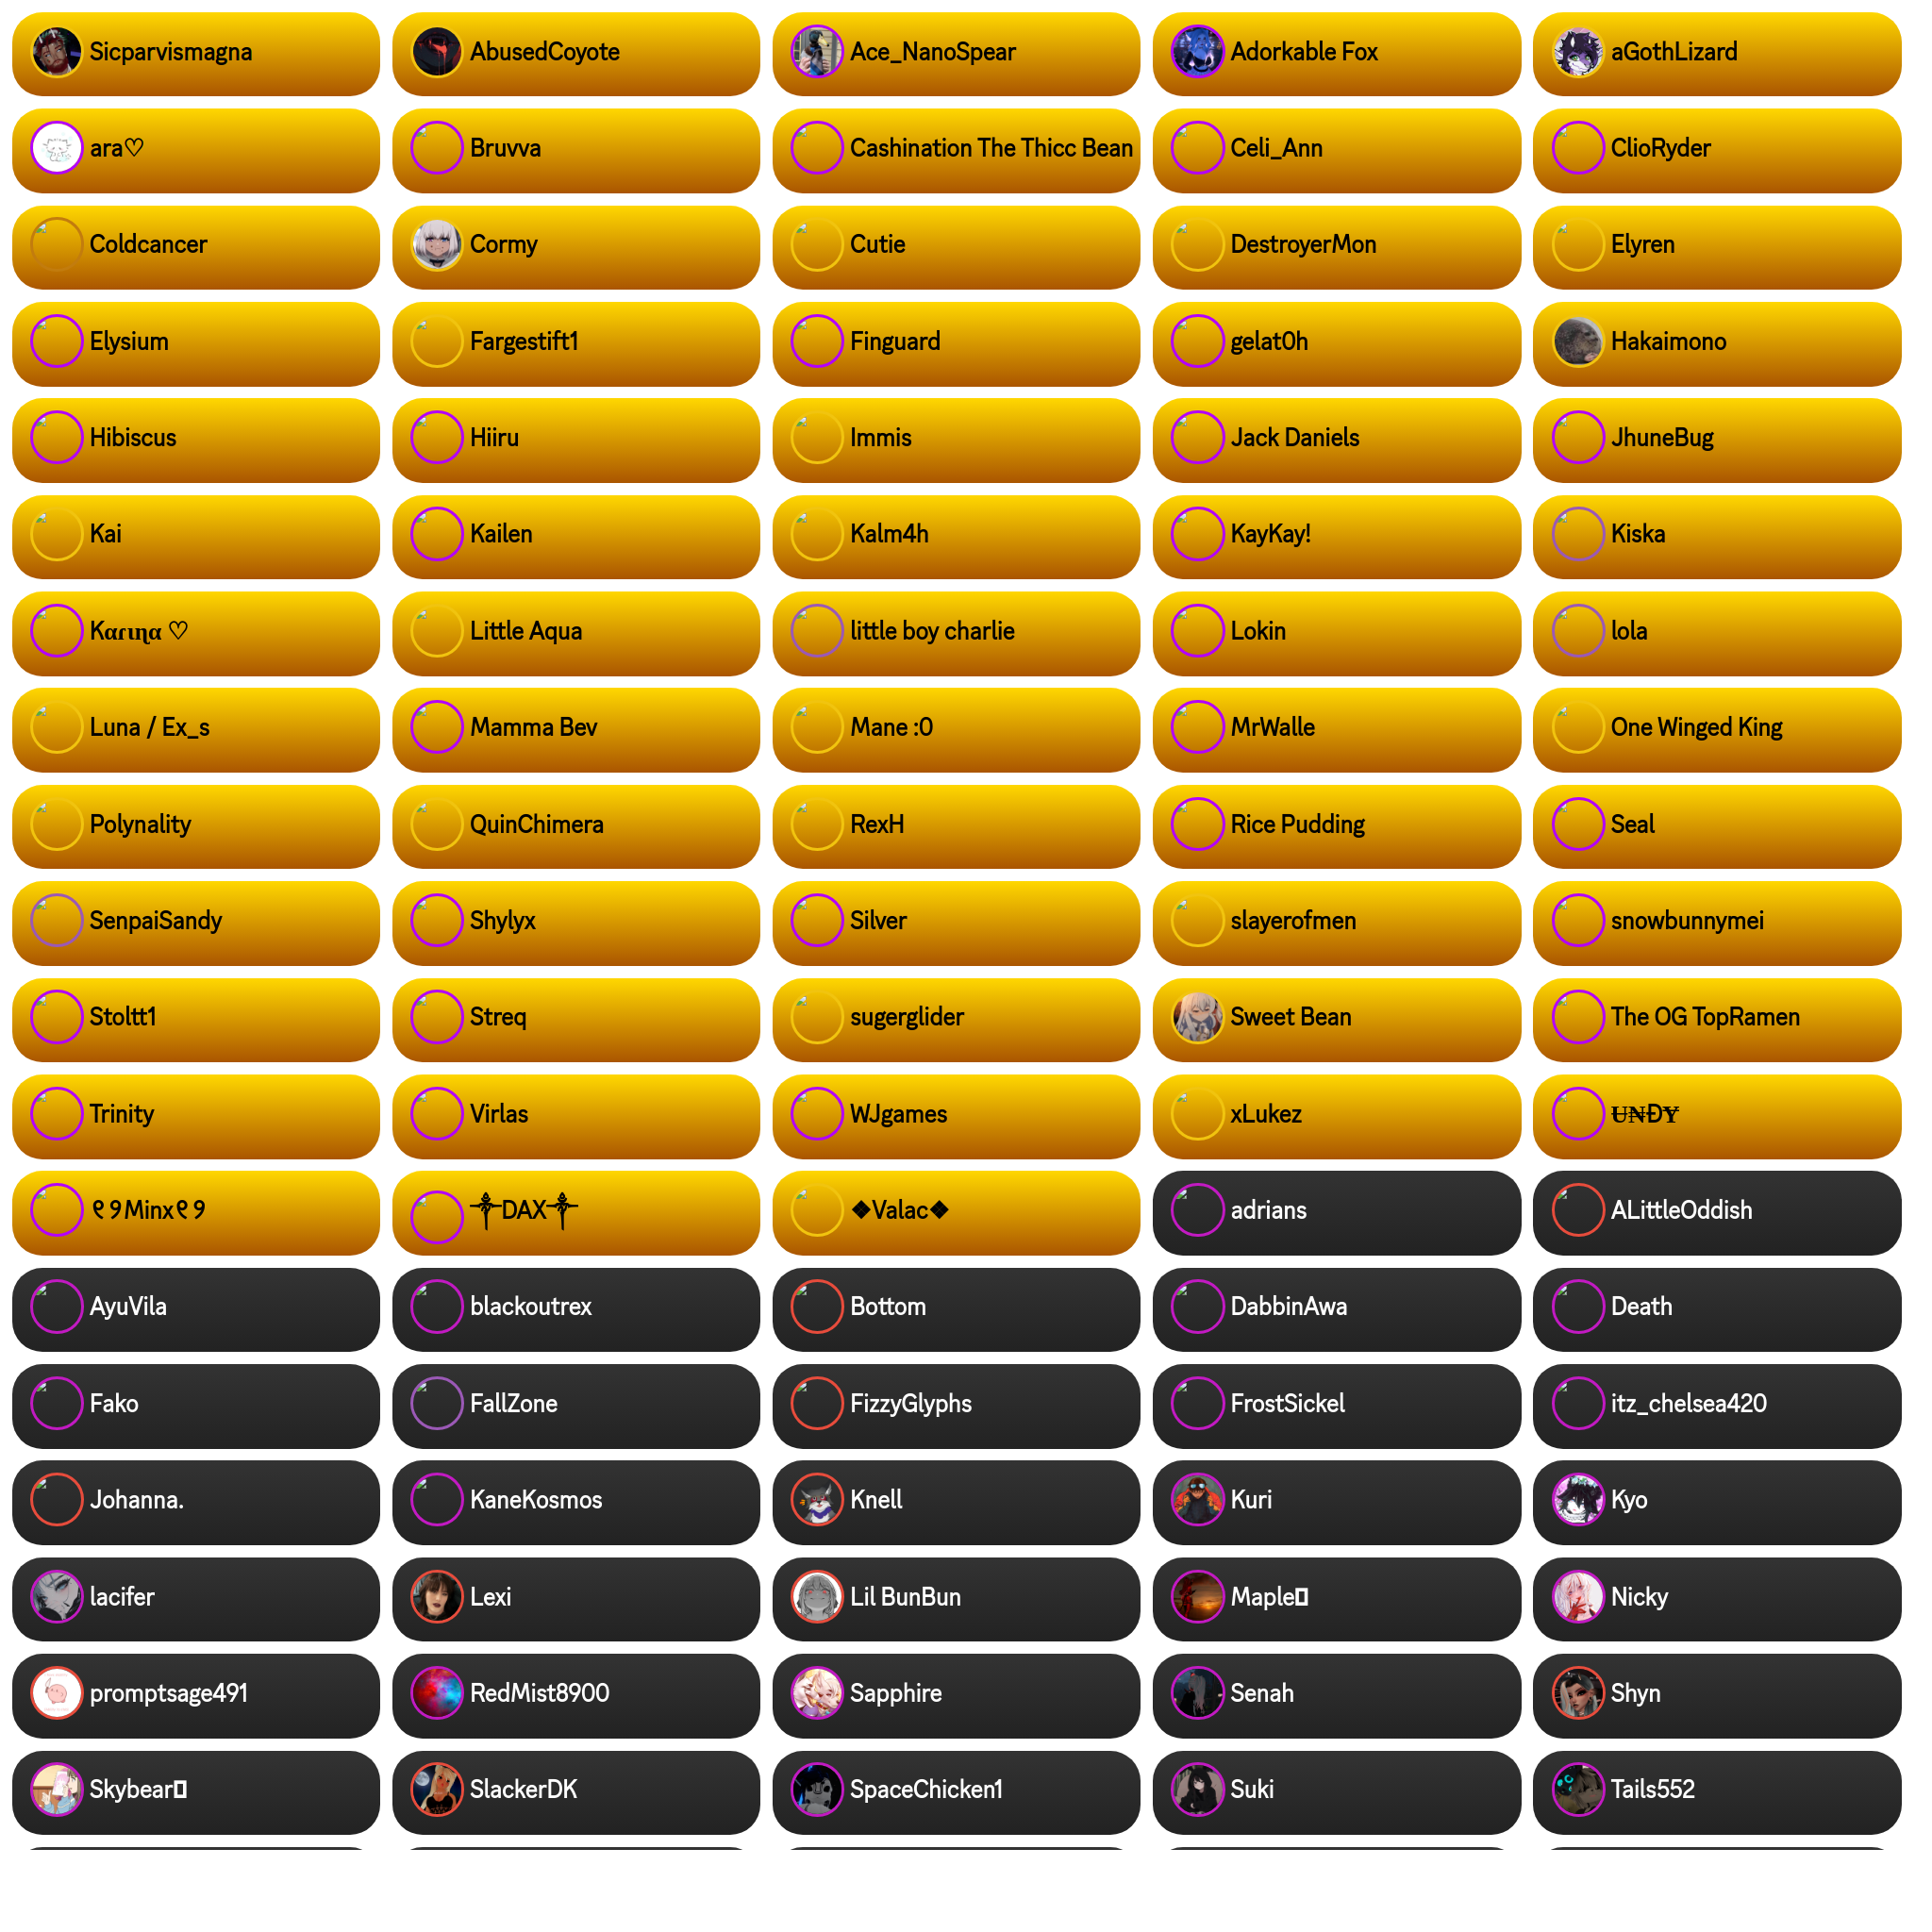 Sicparvismagna
AbusedCoyote
Ace_NanoSpear
Adorkable Fox
aGothLizard
ara♡
Bruvva
Cashination The Thicc Bean
Celi_Ann
ClioRyder
Coldcancer
Cormy
Cutie
DestroyerMon
Elyren
Elysium
Fargestift1
Finguard
gelat0h
Hakaimono
Hibiscus
Hiiru
Immis
Jack Daniels
JhuneBug
Kai
Kailen
Kalm4h
KayKay!
Kiska
Kαɾιɳα ♡
Little Aqua
little boy charlie
Lokin
lola
Luna / Ex_s
Mamma Bev
Mane :0
MrWalle
One Winged King
Polynality
QuinChimera
RexH
Rice Pudding
Seal
SenpaiSandy
Shylyx
Silver
slayerofmen
snowbunnymei
Stoltt1
Streq
sugerglider
Sweet Bean
The OG TopRamen
Trinity
Virlas
WJgames
xLukez
U̶N̶ĐY̶
୧୨Minx୧୨
༒DAX༒
❖Valac❖
adrians
ALittleOddish
AyuVila
blackoutrex
Bottom
DabbinAwa
Death
Fako
FallZone
FizzyGlyphs
FrostSickel
itz_chelsea420
Johanna.
KaneKosmos
Knell
Kuri
Kyo
lacifer
Lexi
Lil BunBun
Maple
Nicky
promptsage491
RedMist8900
Sapphire
Senah
Shyn
Skybear
SlackerDK
SpaceChicken1
Suki
Tails552